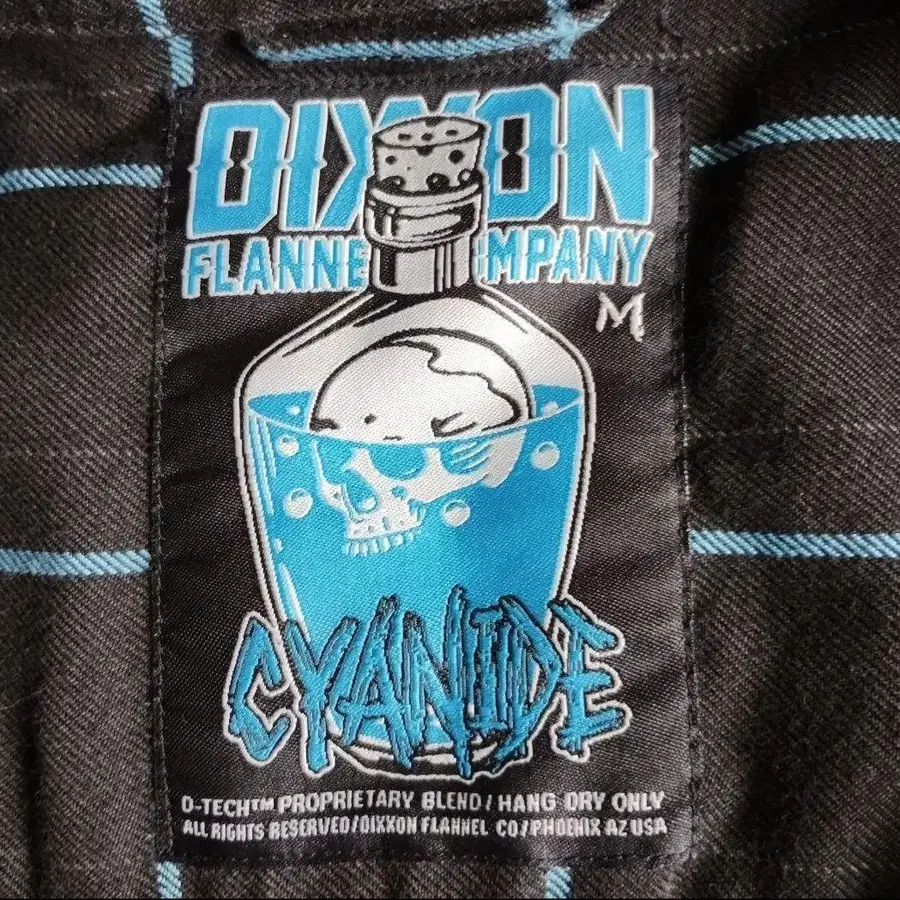 DIXXON
FLANNE MPANY
M
CYANIDE
D-TECH™ PROPRIETARY BLEND / HANG DRY ONLY
ALL RIGHTS RESERVED / DIXXON FLANNEL CO / PHOENIX AZ USA